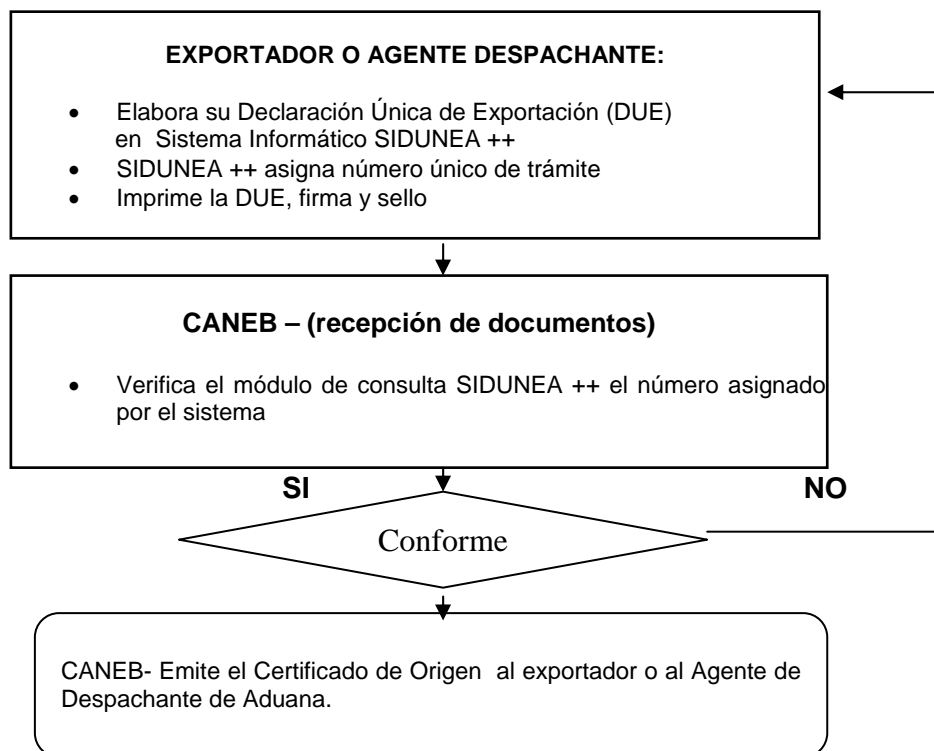 EXPORTADOR O AGENTE DESPACHANTE:
• Elabora su Declaración Única de Exportación (DUE)
en Sistema Informático SIDUNEA ++
• SIDUNEA ++ asigna número único de trámite
• Imprime la DUE, firma y sello
CANEB – (recepción de documentos)
• Verifica el módulo de consulta SIDUNEA ++ el número asignado
por el sistema
SI NO
Conforme
CANEB- Emite el Certificado de Origen al exportador o al Agente de
Despachante de Aduana.